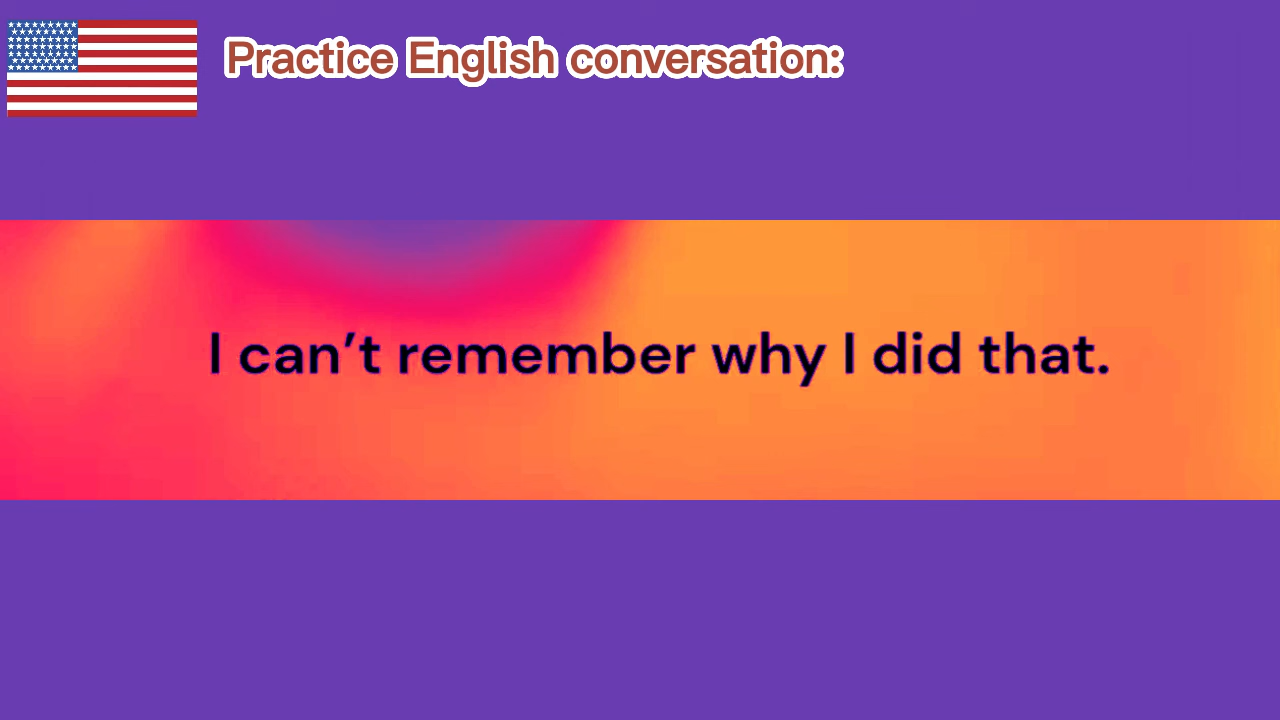 Practice English conversation:
I can’t remember why I did that.